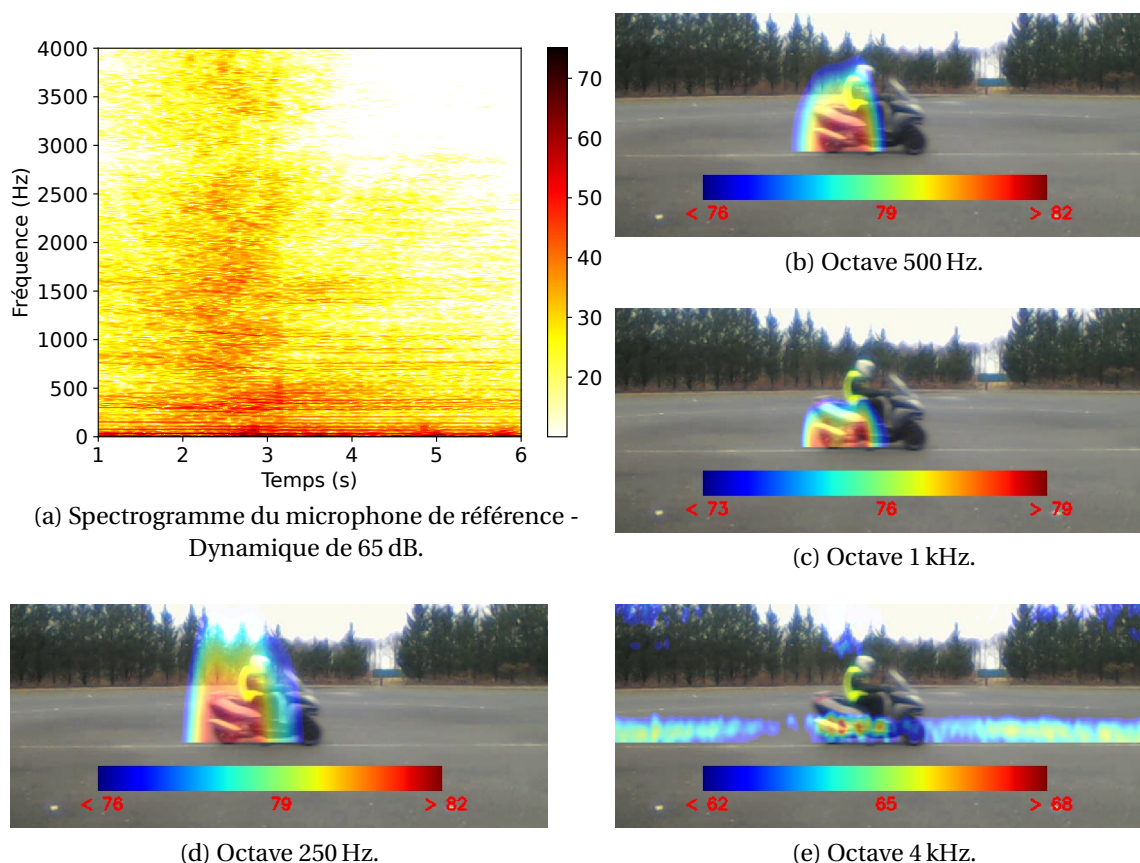 4000
3500
3000
2500
2000
1500
1000
500
0
Fréquence (Hz)
1 2 3 4 5 6
Temps (s)
70
60
50
40
30
20
(a) Spectrogramme du microphone de référence -
Dynamique de 65 dB.
< 76 79 > 82
(b) Octave 500 Hz.
< 73 76 > 79
(c) Octave 1 kHz.
< 76 79 > 82
(d) Octave 250 Hz.
< 62 65 > 68
(e) Octave 4 kHz.